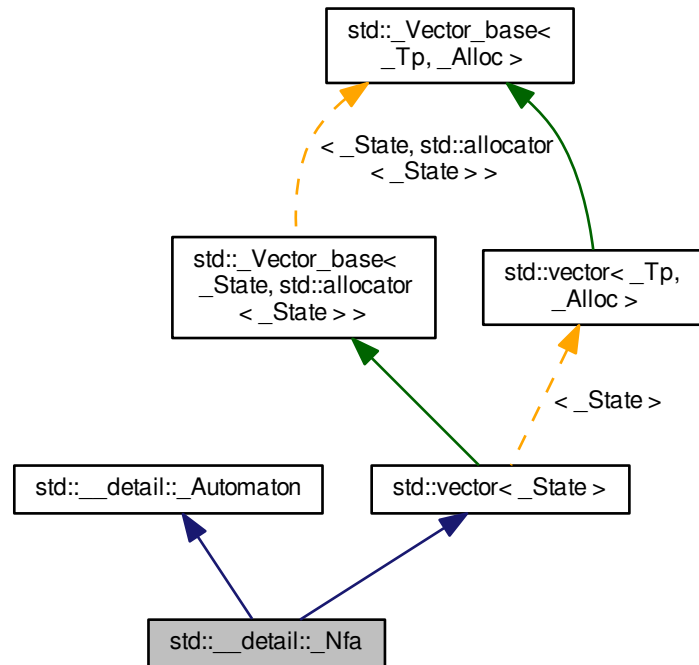 std::_Vector_base<
_Tp, _Alloc >
< _State, std::allocator
< _State > >
std::_Vector_base<
_State, std::allocator
< _State > >
std::vector< _Tp,
_Alloc >
< _State >
std::__detail::_Automaton
std::vector< _State >
std::__detail::_Nfa